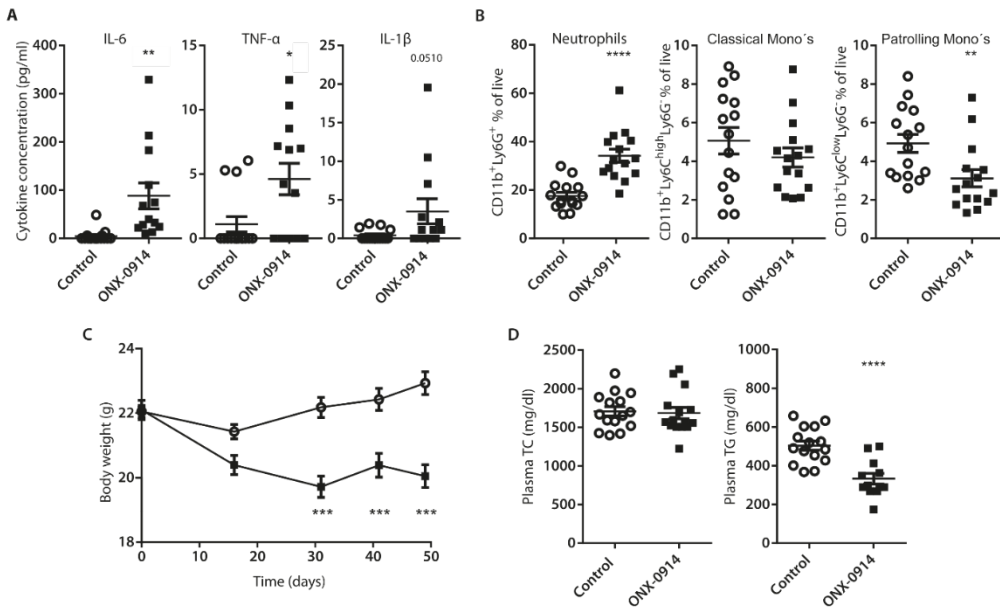 A
IL-6
TNF-α
IL-1β
Cytokine concentration (pg/ml)
400
300
200
100
0
**
Control
ONX-0914
15
10
5
0
*
Control
ONX-0914
25
20
15
10
5
0
0.0510
Control
ONX-0914
B
Neutrophils
Classical Mono´s
Patrolling Mono´s
CD11b+Ly6G+ % of live
80
60
40
20
0
****
Control
ONX-0914
CD11b+Ly6ChighLy6G- % of live
10
8
6
4
2
0
Control
ONX-0914
CD11b+Ly6ClowLy6G- % of live
10
8
6
4
2
0
**
Control
ONX-0914
C
Body weight (g)
24
22
20
18
*** *** ***
0 10 20 30 40 50
Time (days)
D
Plasma TC (mg/dl)
2500
2000
1500
1000
500
0
Control
ONX-0914
Plasma TG (mg/dl)
1000
800
600
400
200
0
****
Control
ONX-0914